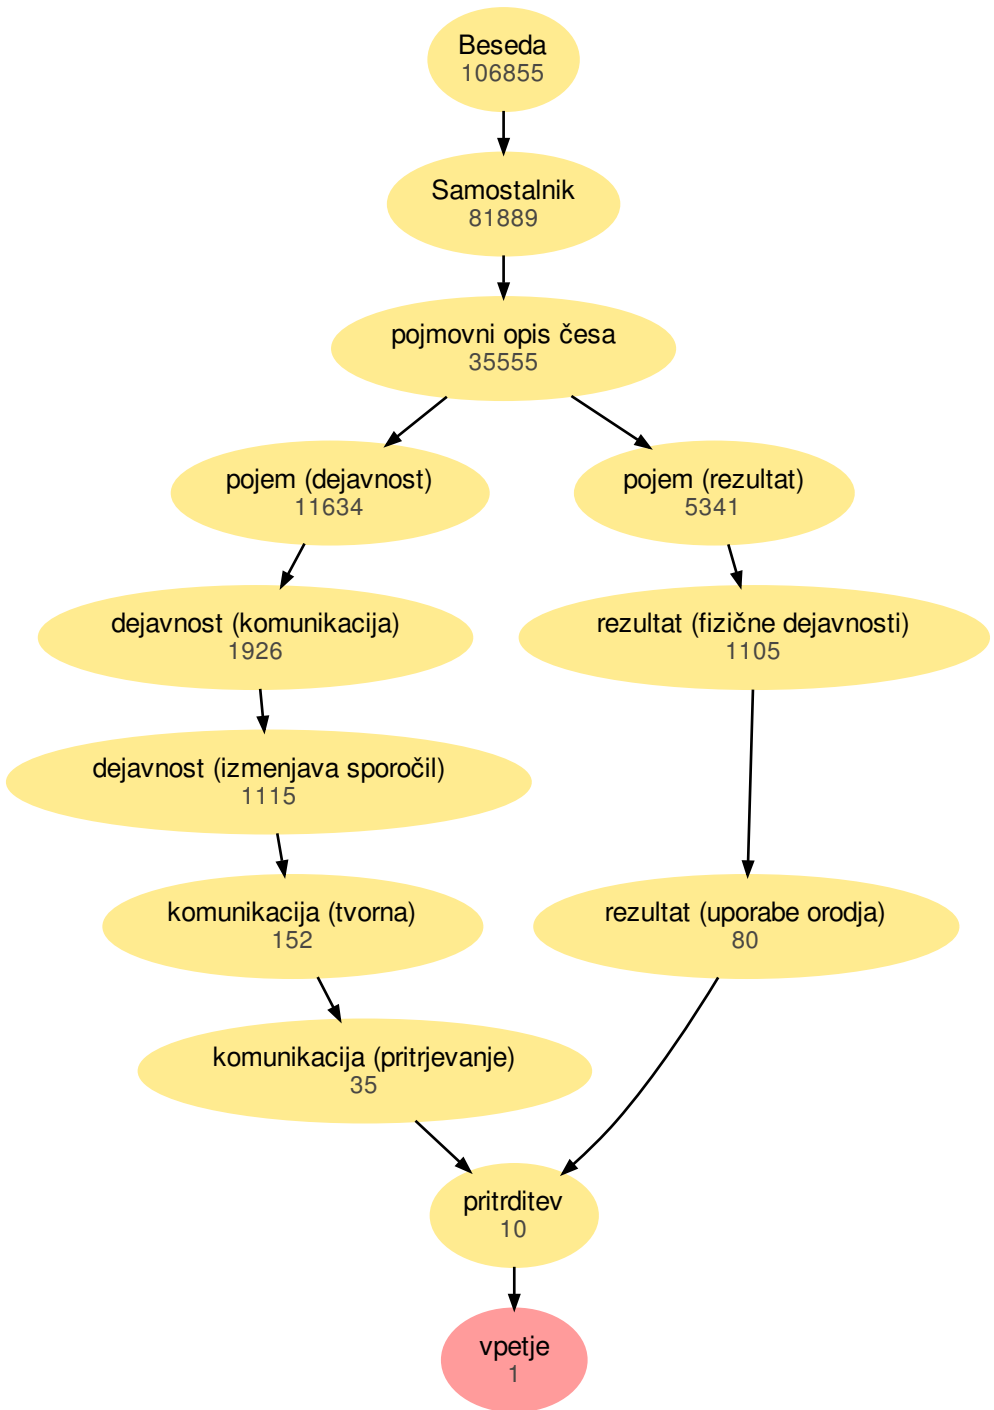 Beseda
106855
Samostalnik
81889
pojmovni opis česa
35555
pojem (dejavnost)
11634
pojem (rezultat)
5341
dejavnost (komunikacija)
1926
rezultat (fizične dejavnosti)
1105
dejavnost (izmenjava sporočil)
1115
komunikacija (tvorna)
152
rezultat (uporabe orodja)
80
komunikacija (pritrjevanje)
35
pritrditev
10
vpetje
1